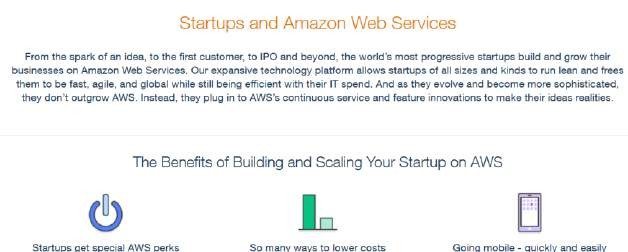 Startups and Amazon Web Services
From the spark of an idea, to the first customer, to IPO and beyond, the world's most progressive startups build and grow their
businesses on Amazon Web Services. Our expansive technology platform allows startups of all sizes and kinds to run lean and frees
them to be fast, agile, and global while still being efficient with their IT spend. And as they evolve and become more sophisticated,
they don't outgrow AWS. Instead, they plug in to AWS's continuous service and feature innovations to make their ideas realities.
The Benefits of Building and Scaling Your Startup on AWS
Startups get special AWS perks
So many ways to lower costs
Going mobile - quickly and easily